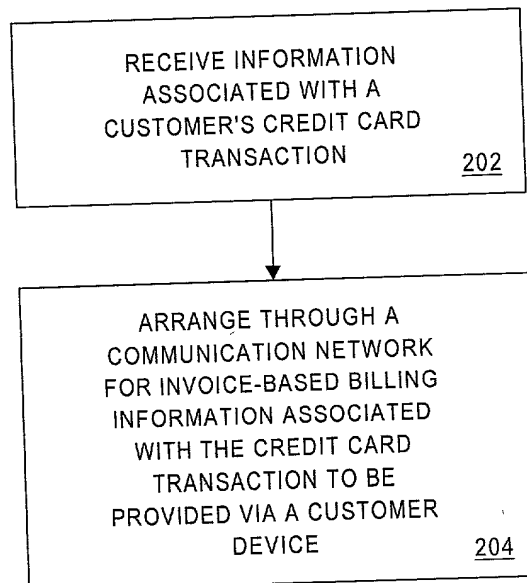 RECEIVE INFORMATION
ASSOCIATED WITH A
CUSTOMER'S CREDIT CARD
TRANSACTION
202
ARRANGE THROUGH A
COMMUNICATION NETWORK
FOR INVOICE-BASED BILLING
INFORMATION ASSOCIATED
WITH THE CREDIT CARD
TRANSACTION TO BE
PROVIDED VIA A CUSTOMER
DEVICE
204